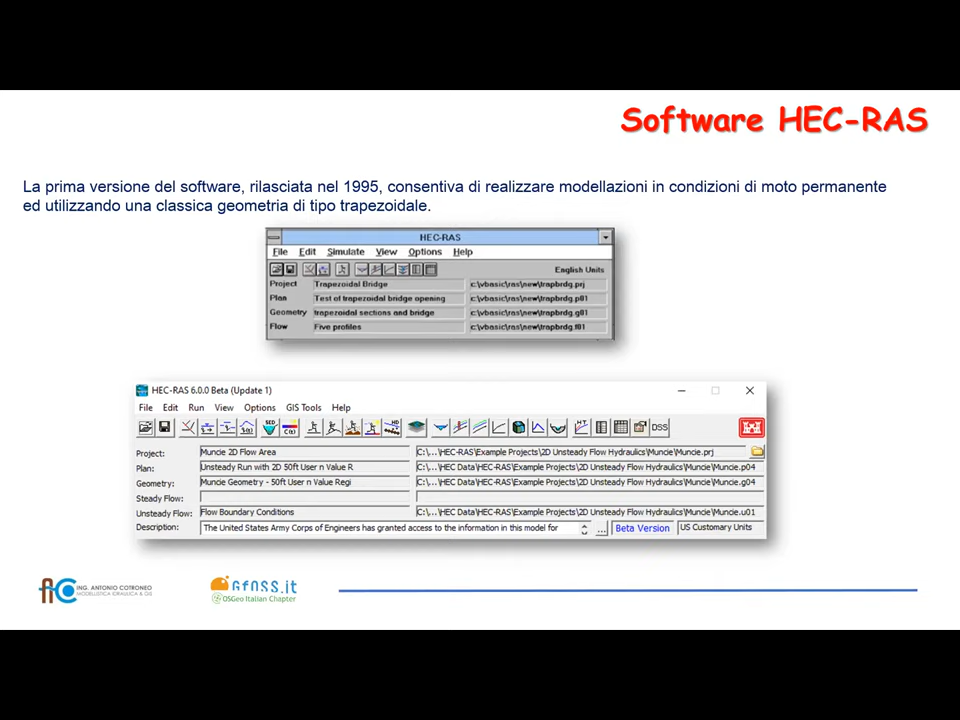 Software HEC-RAS
La prima versione del software, rilasciata nel 1995, consentiva di realizzare modellazioni in condizioni di moto permanente
ed utilizzando una classica geometria di tipo trapezoidale.
HEC-RAS
File Edit Simulate View Options Help
English Units
Project Trapezoidal Bridge c:\vbasic\ras\new\trapbrdg.prj
Plan Test of trapezoidal bridge opening c:\vbasic\ras\new\trapbrdg.p01
Geometry trapezoidal sections and bridge c:\vbasic\ras\new\trapbrdg.g01
Flow Five profiles c:\vbasic\ras\new\trapbrdg.f01
HEC-RAS 6.0.0 Beta (Update 1)
File Edit Run View Options GIS Tools Help
SED HD HT DSS
Project: Muncie 2D Flow Area C:\...\HEC-RAS\Example Projects\2D Unsteady Flow Hydraulics\Muncie\Muncie.prj
Plan: Unsteady Run with 2D 50ft User n Value R C:\...\HEC Data\HEC-RAS\Example Projects\2D Unsteady Flow Hydraulics\Muncie\Muncie.p04
Geometry: Muncie Geometry - 50ft User n Value Regi C:\...\HEC Data\HEC-RAS\Example Projects\2D Unsteady Flow Hydraulics\Muncie\Muncie.g04
Steady Flow:
Unsteady Flow: Flow Boundary Conditions C:\...\HEC Data\HEC-RAS\Example Projects\2D Unsteady Flow Hydraulics\Muncie\Muncie.u01
Description: The United States Army Corps of Engineers has granted access to the information in this model for ... Beta Version US Customary Units
ING. ANTONIO COTRONEO
MODELLISTICA IDRAULICA & GIS
GFOSS.it
OSGeo Italian Chapter